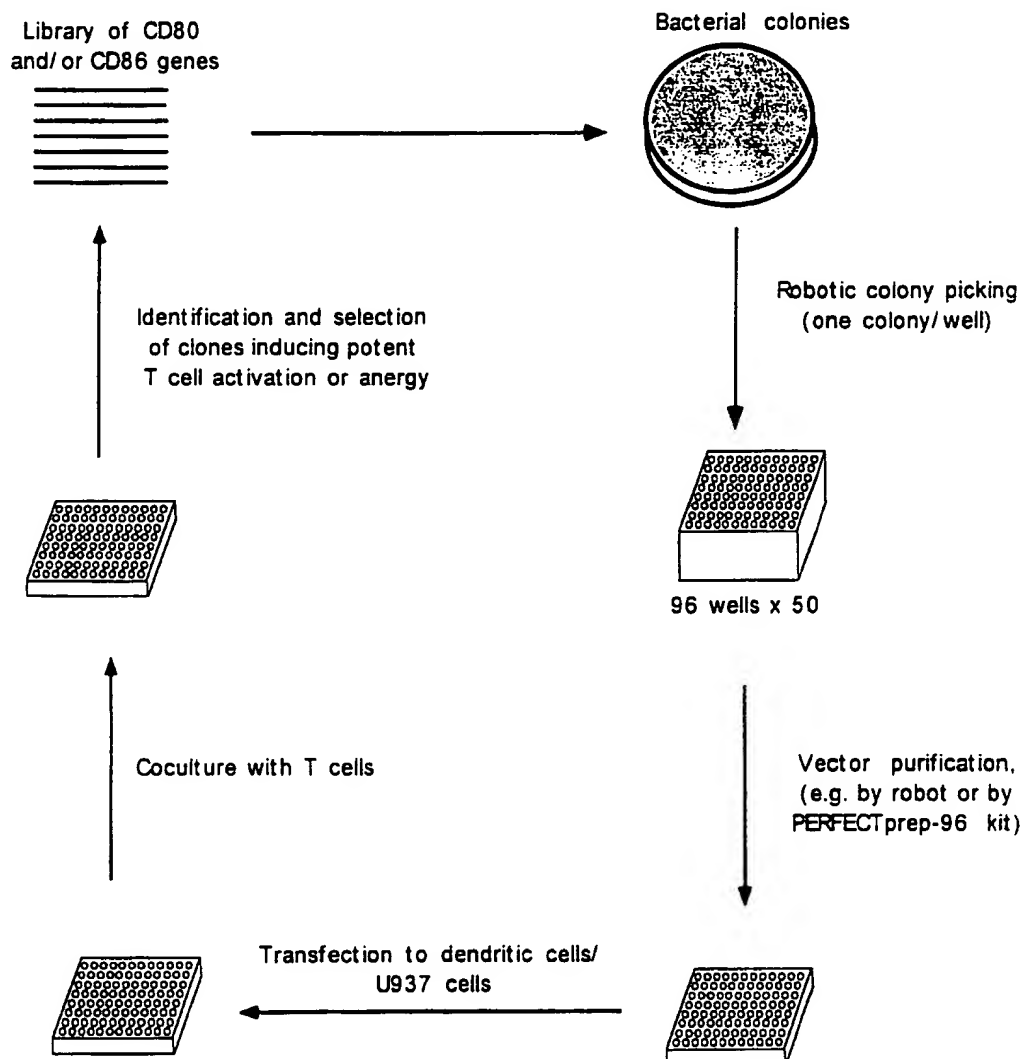 Library of CD80
and/or CD86 genes
Bacterial colonies
Robotic colony picking
(one colony/well)
96 wells x 50
Vector purification,
(e.g. by robot or by
PERFECTprep-96 kit)
Transfection to dendritic cells/
U937 cells
Coculture with T cells
Identification and selection
of clones inducing potent
T cell activation or anergy